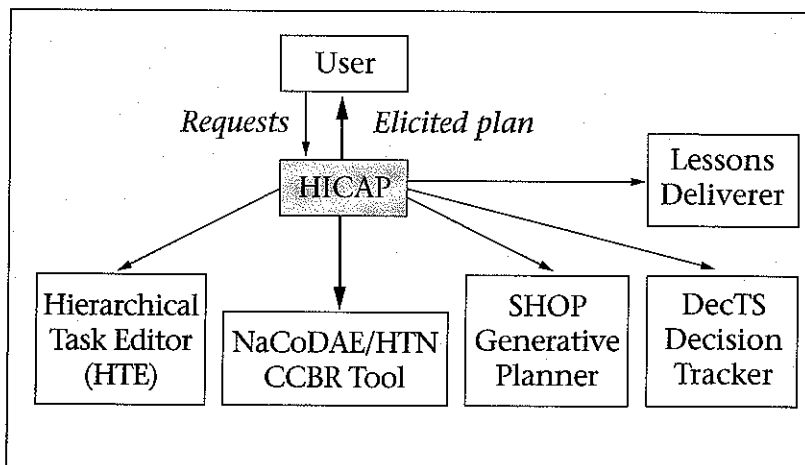 User
Requests
Elicited plan
HICAP
Lessons
Deliverer
Hierarchical
Task Editor
(HTE)
NaCoDAE/HTN
CCBR Tool
SHOP
Generative
Planner
DecTS
Decision
Tracker